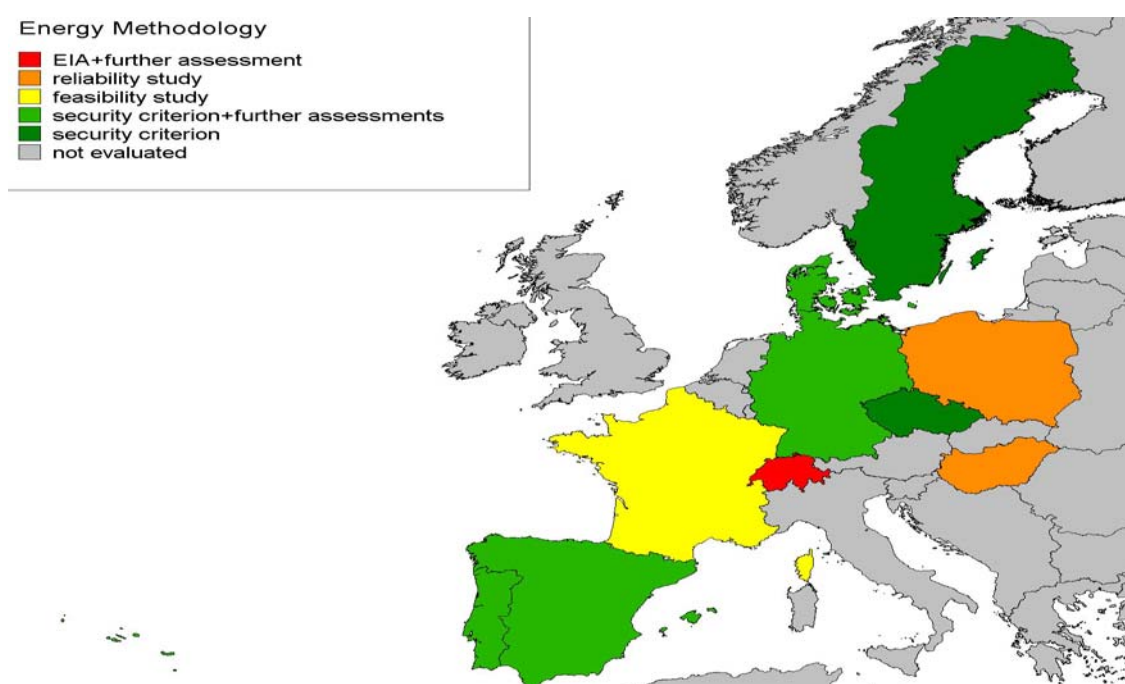 Energy Methodology
EIA+further assessment
reliability study
feasibility study
security criterion+further assessments
security criterion
not evaluated